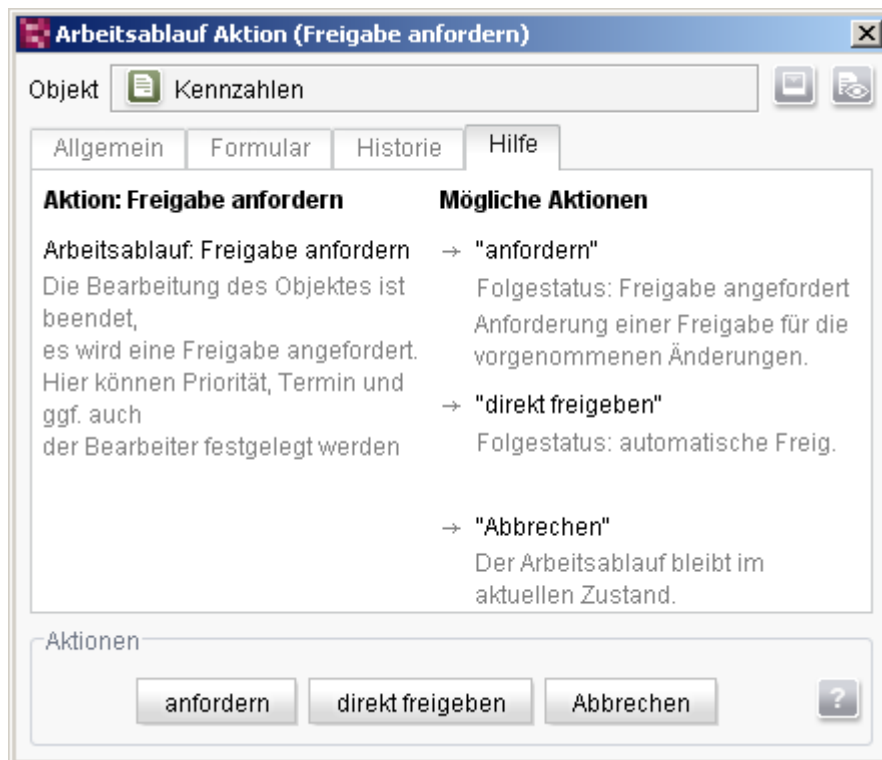 Arbeitsablauf Aktion (Freigabe anfordern)
Objekt Kennzahlen
Allgemein Formular Historie Hilfe
Aktion: Freigabe anfordern
Arbeitsablauf: Freigabe anfordern
Die Bearbeitung des Objektes ist
beendet,
es wird eine Freigabe angefordert.
Hier können Priorität, Termin und
ggf. auch
der Bearbeiter festgelegt werden
Mögliche Aktionen
→ "anfordern"
Folgestatus: Freigabe angefordert
Anforderung einer Freigabe für die
vorgenommenen Änderungen.
→ "direkt freigeben"
Folgestatus: automatische Freig.
→ "Abbrechen"
Der Arbeitsablauf bleibt im
aktuellen Zustand.
Aktionen
anfordern direkt freigeben Abbrechen ?